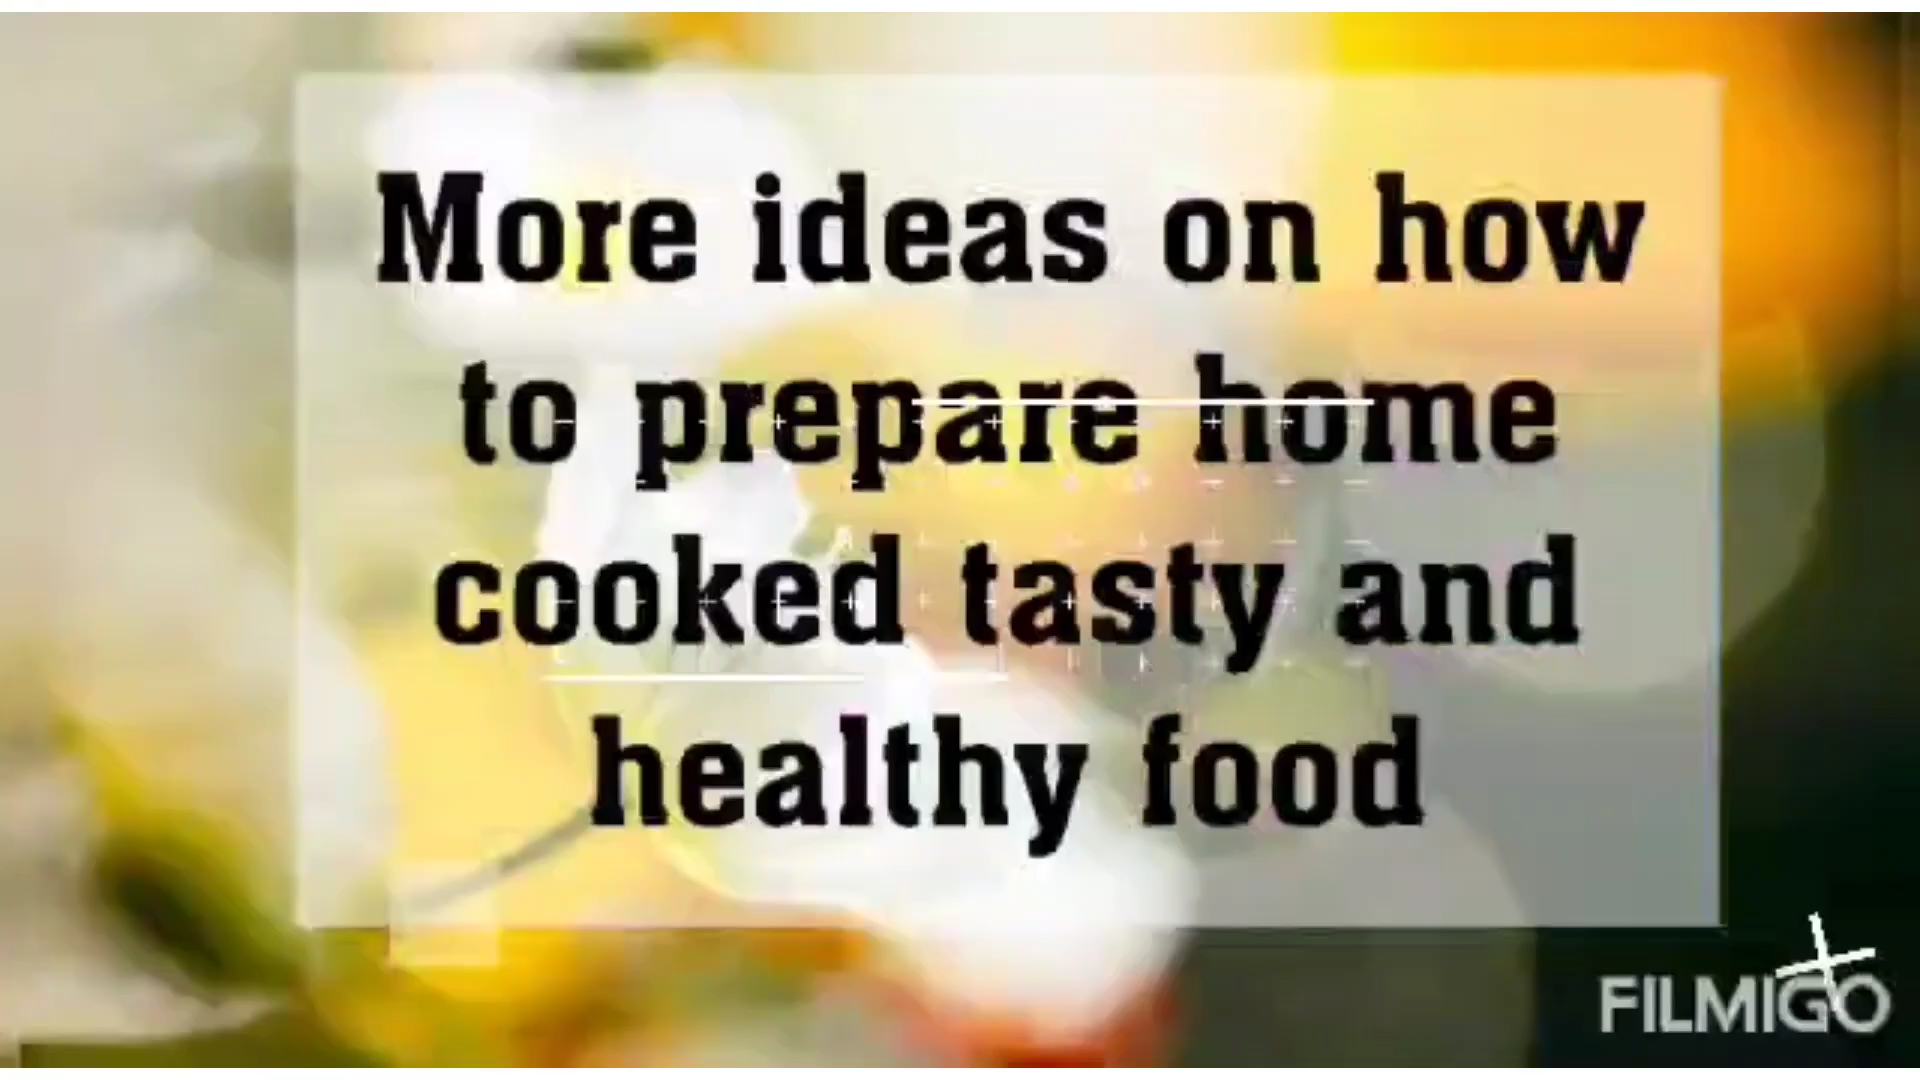 More ideas on how
to prepare home
cooked tasty and
healthy food
FILMIGO